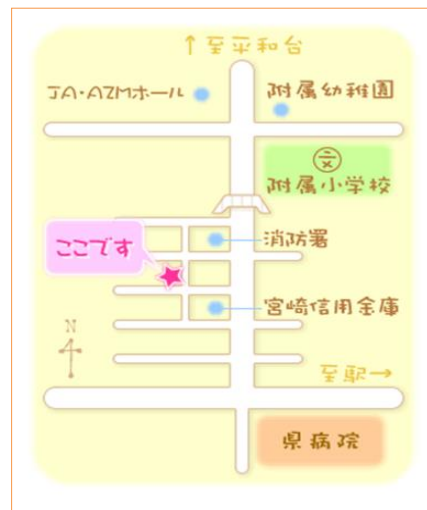 ↑至平和台
JA・AZMホール
附属幼稚園
文
附属小学校
ここです
消防署
宮崎信用金庫
N
至駅→
県病院